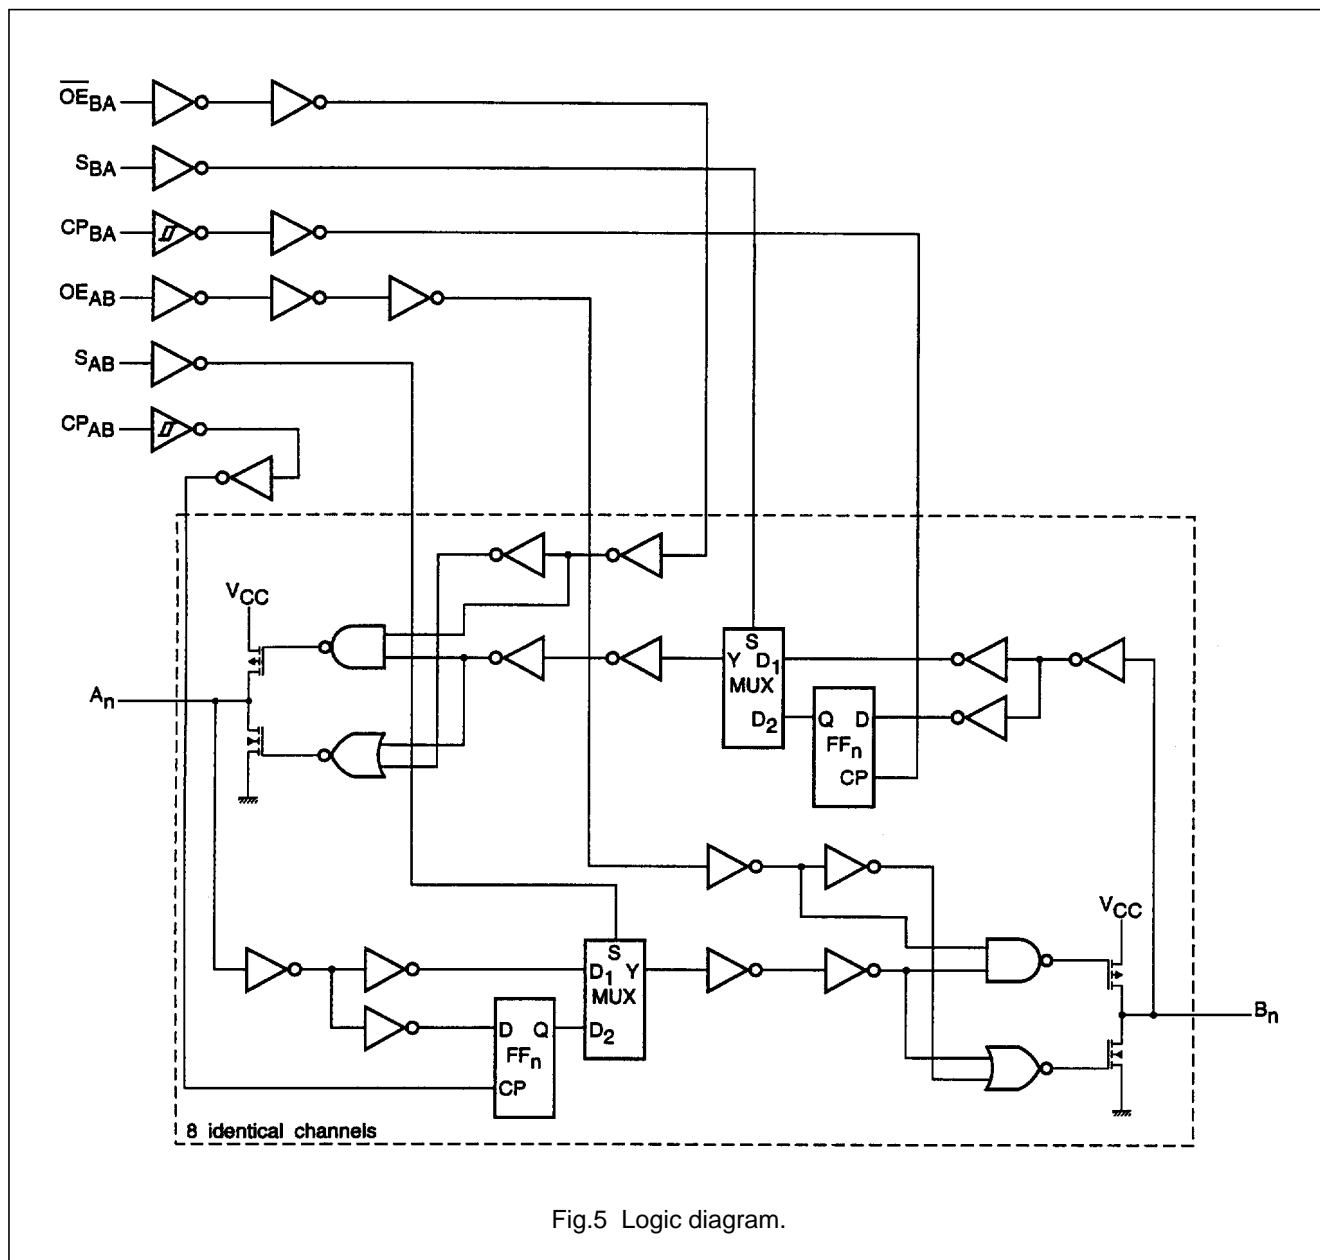 OEBA
SBA
CPBA
OEAB
SAB
CPAB
VCC
S
Y D1
MUX
An
D2
Q D
FFn
CP
VCC
S
D1 Y
MUX
D Q
D2
Bn
FFn
CP
8 identical channels
Fig.5 Logic diagram.